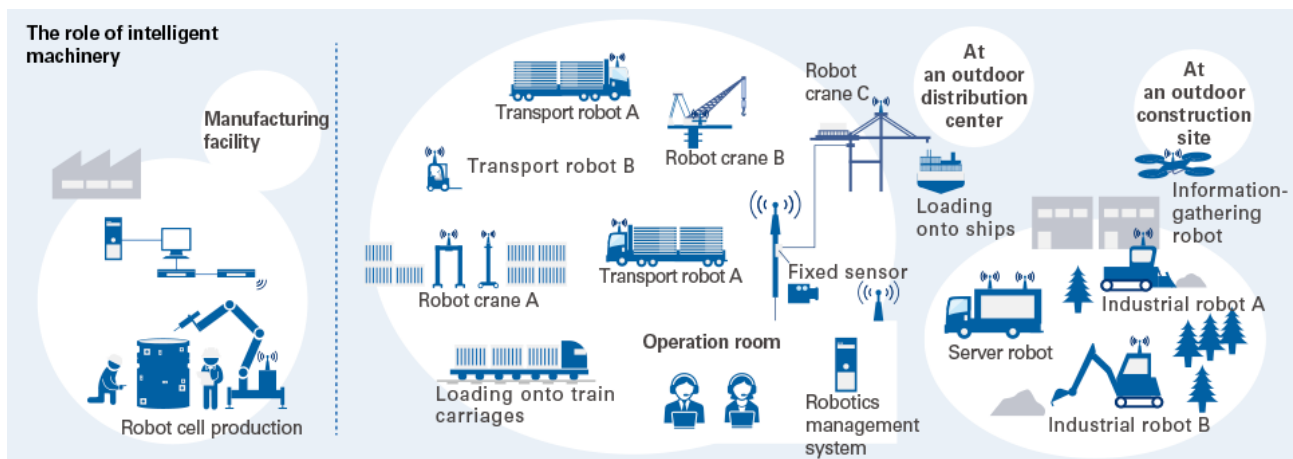 The role of intelligent
machinery
Manufacturing
facility
Robot cell production
Transport robot A
Robot crane B
Transport robot B
Robot
crane C
At
an outdoor
distribution
center
Loading
onto ships
Transport robot A
Fixed sensor
Robot crane A
Loading onto train
carriages
Operation room
Robotics
management
system
At
an outdoor
construction
site
Information-
gathering
robot
Industrial robot A
Server robot
Industrial robot B